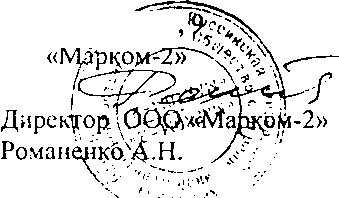 «Марком-2»
Директор ООО «Марком-2»
Романенко А.Н.